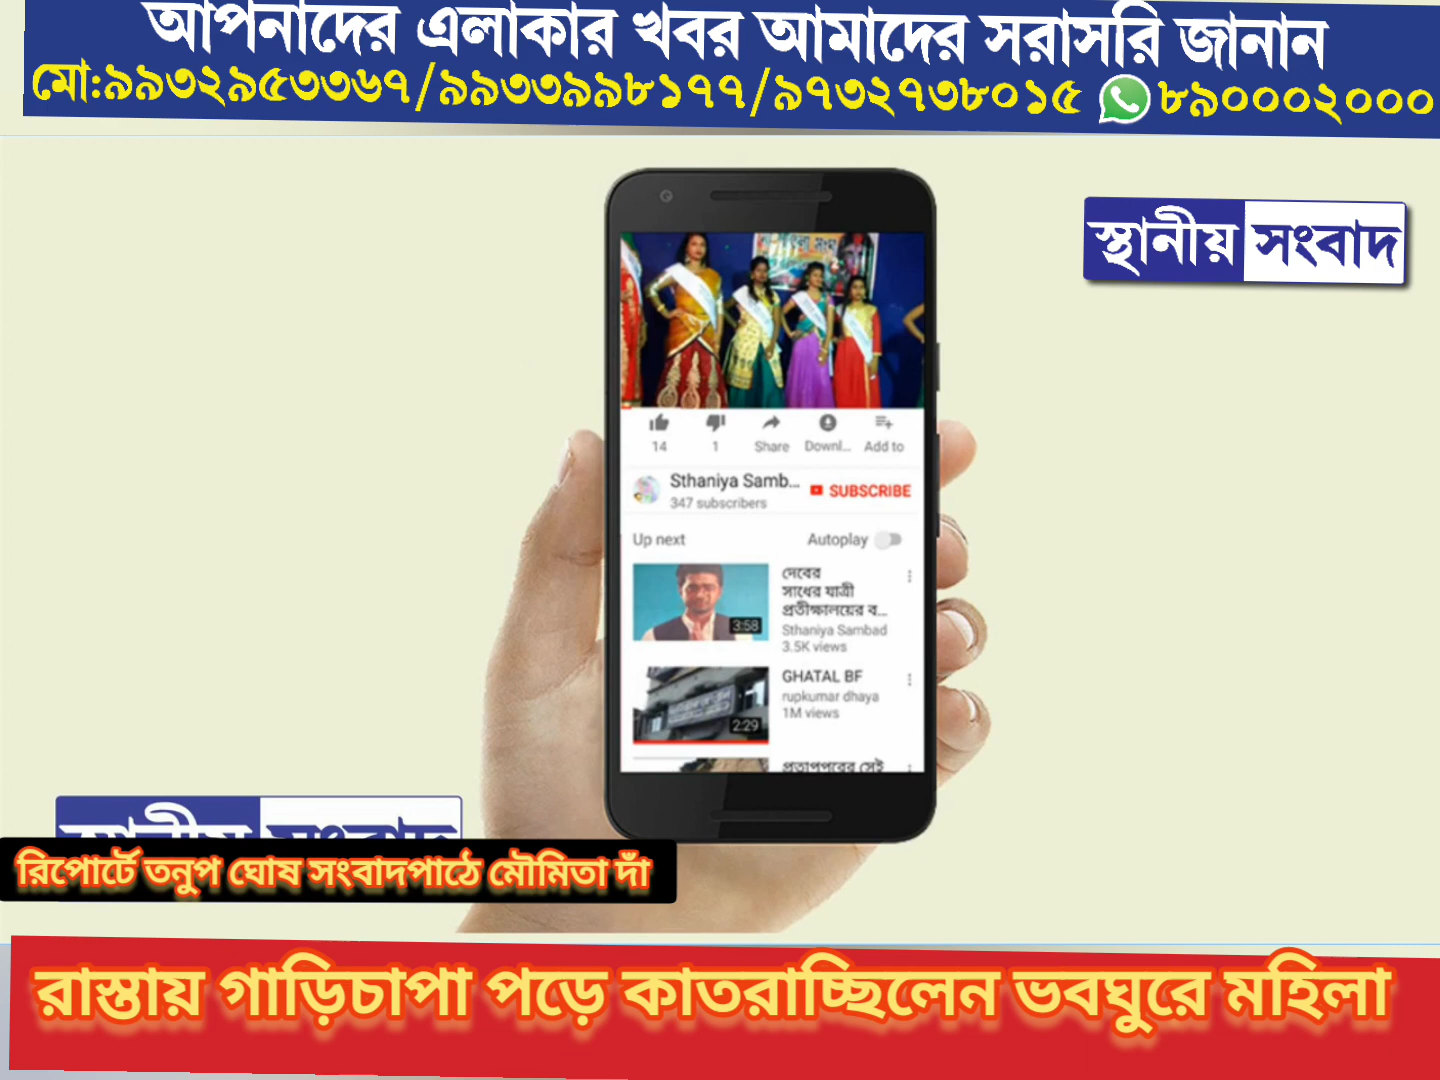 আপনাদের এলাকার খবর আমাদের সরাসরি জানান
মো:৯৯৩২৯৫৩৩৬৭/৯৯৩৩৯৯৮১৭৭/৯৭৩২৭৩৮০১৫ ৮৯০০০২০০০
স্থানীয় সংবাদ
14 1 Share Downl... Add to
Sthaniya Samb... SUBSCRIBE
347 subscribers
Up next Autoplay
দেবের
সাধের যাত্রী
প্রতীক্ষালয়ের ব...
Sthaniya Sambad
3.5K views
3:58
GHATAL BF
rupkumar dhaya
1M views
2:29
প্রতাপপুরের সেই
স্থানীয় সংবাদ
রিপোর্টে তনুপ ঘোষ সংবাদপাঠে মৌমিতা দাঁ
রাস্তায় গাড়িচাপা পড়ে কাতরাচ্ছিলেন ভবঘুরে মহিলা